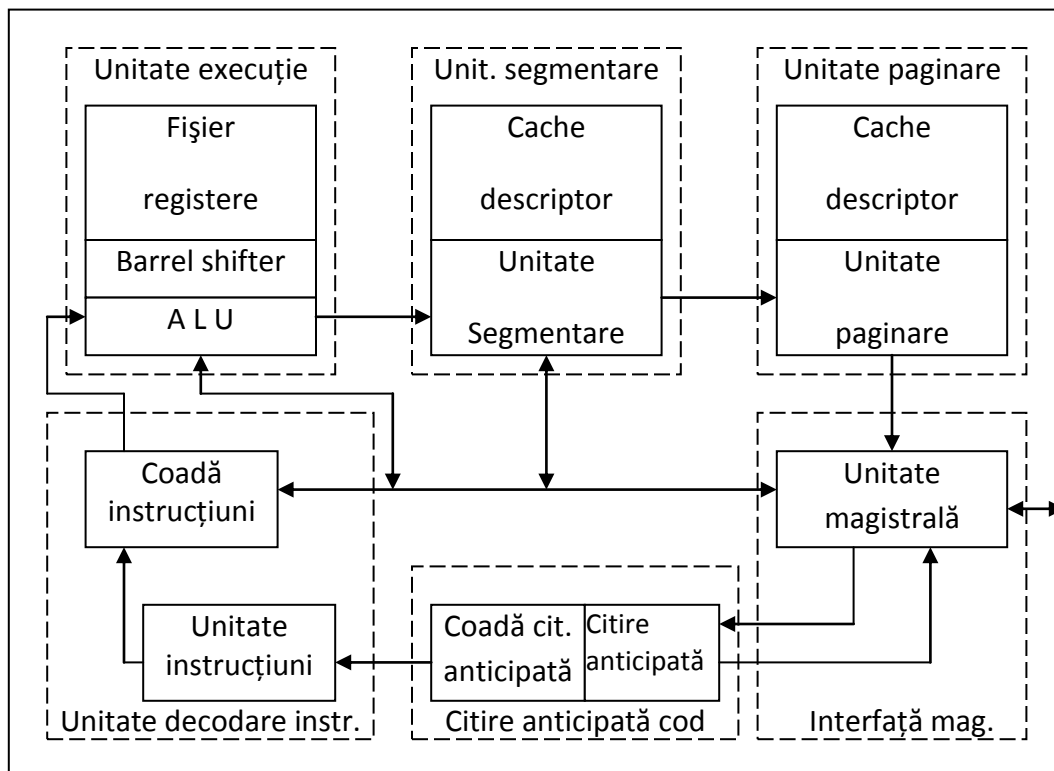 Unitate execuție
Fişier
registere
Barrel shifter
A L U
Unit. segmentare
Cache
descriptor
Unitate
Segmentare
Unitate paginare
Cache
descriptor
Unitate
paginare
Coadă
instrucțiuni
Unitate
instrucțiuni
Unitate decodare instr.
Coadă cit.
anticipată
Citire
anticipată
Citire anticipată cod
Unitate
magistrală
Interfață mag.